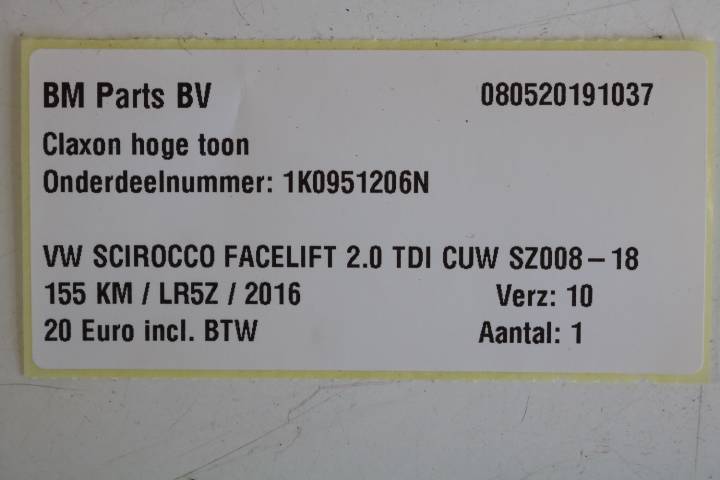 BM Parts BV 080520191037
Claxon hoge toon
Onderdeelnummer: 1K0951206N
VW SCIROCCO FACELIFT 2.0 TDI CUW SZ008-18
155 KM / LR5Z / 2016 Verz: 10
20 Euro incl. BTW Aantal: 1